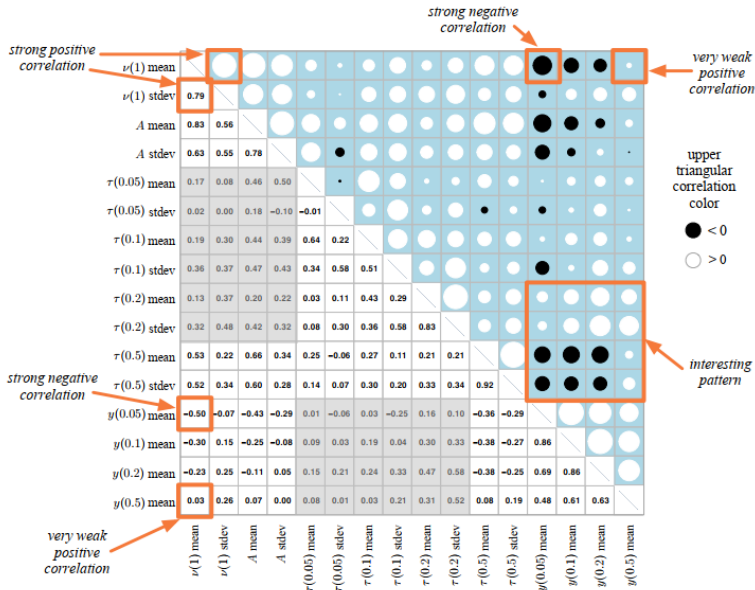 strong negative
correlation
strong positive
correlation
very weak
positive
correlation
ν(1) mean
ν(1) stdev 0.79
A mean 0.83 0.56
A stdev 0.63 0.55 0.78
τ(0.05) mean 0.17 0.08 0.46 0.50
τ(0.05) stdev 0.02 0.00 0.18 −0.10 −0.01
τ(0.1) mean 0.19 0.30 0.44 0.39 0.64 0.22
τ(0.1) stdev 0.36 0.37 0.47 0.43 0.34 0.58 0.51
τ(0.2) mean 0.13 0.37 0.20 0.22 0.03 0.11 0.43 0.29
τ(0.2) stdev 0.32 0.48 0.42 0.32 0.08 0.30 0.36 0.58 0.83
τ(0.5) mean 0.53 0.22 0.66 0.34 0.25 −0.06 0.27 0.11 0.21 0.21
τ(0.5) stdev 0.52 0.34 0.60 0.28 0.14 0.07 0.30 0.20 0.33 0.34 0.92
y(0.05) mean −0.50 −0.07 −0.43 −0.29 0.01 −0.06 0.03 −0.25 0.16 0.10 −0.36 −0.29
y(0.1) mean −0.30 0.15 −0.25 −0.08 0.09 0.03 0.19 0.04 0.30 0.33 −0.38 −0.27 0.86
y(0.2) mean −0.23 0.25 −0.11 0.05 0.15 0.21 0.24 0.33 0.47 0.58 −0.38 −0.25 0.69 0.86
y(0.5) mean 0.03 0.26 0.07 0.00 0.08 0.01 0.03 0.21 0.31 0.52 0.08 0.19 0.48 0.61 0.63
upper
triangular
correlation
color
< 0
> 0
interesting
pattern
strong negative
correlation
very weak
positive
correlation
ν(1) mean
ν(1) stdev
A mean
A stdev
τ(0.05) mean
τ(0.05) stdev
τ(0.1) mean
τ(0.1) stdev
τ(0.2) mean
τ(0.2) stdev
τ(0.5) mean
τ(0.5) stdev
y(0.05) mean
y(0.1) mean
y(0.2) mean
y(0.5) mean